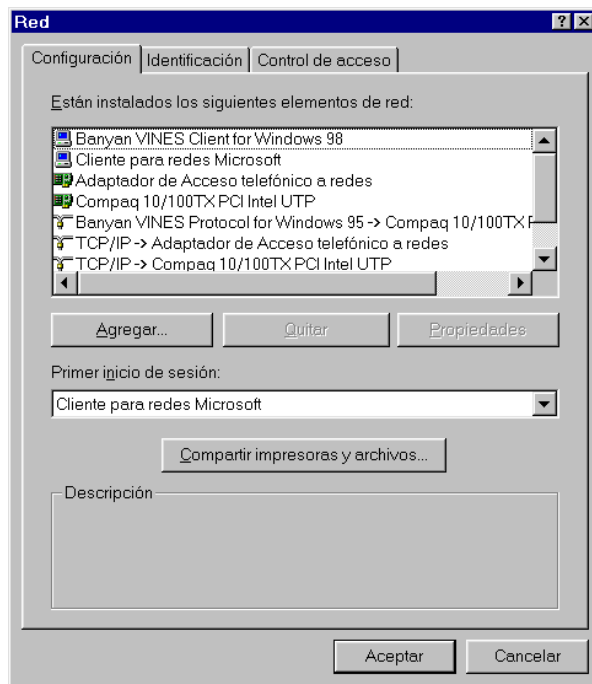 Red
Configuración Identificación Control de acceso
Están instalados los siguientes elementos de red:
Banyan VINES Client for Windows 98
Cliente para redes Microsoft
Adaptador de Acceso telefónico a redes
Compaq 10/100TX PCI Intel UTP
Banyan VINES Protocol for Windows 95 -> Compaq 10/100TX
TCP/IP -> Adaptador de Acceso telefónico a redes
TCP/IP -> Compaq 10/100TX PCI Intel UTP
Agregar... Quitar Propiedades
Primer inicio de sesión:
Cliente para redes Microsoft
Compartir impresoras y archivos...
Descripción
Aceptar Cancelar